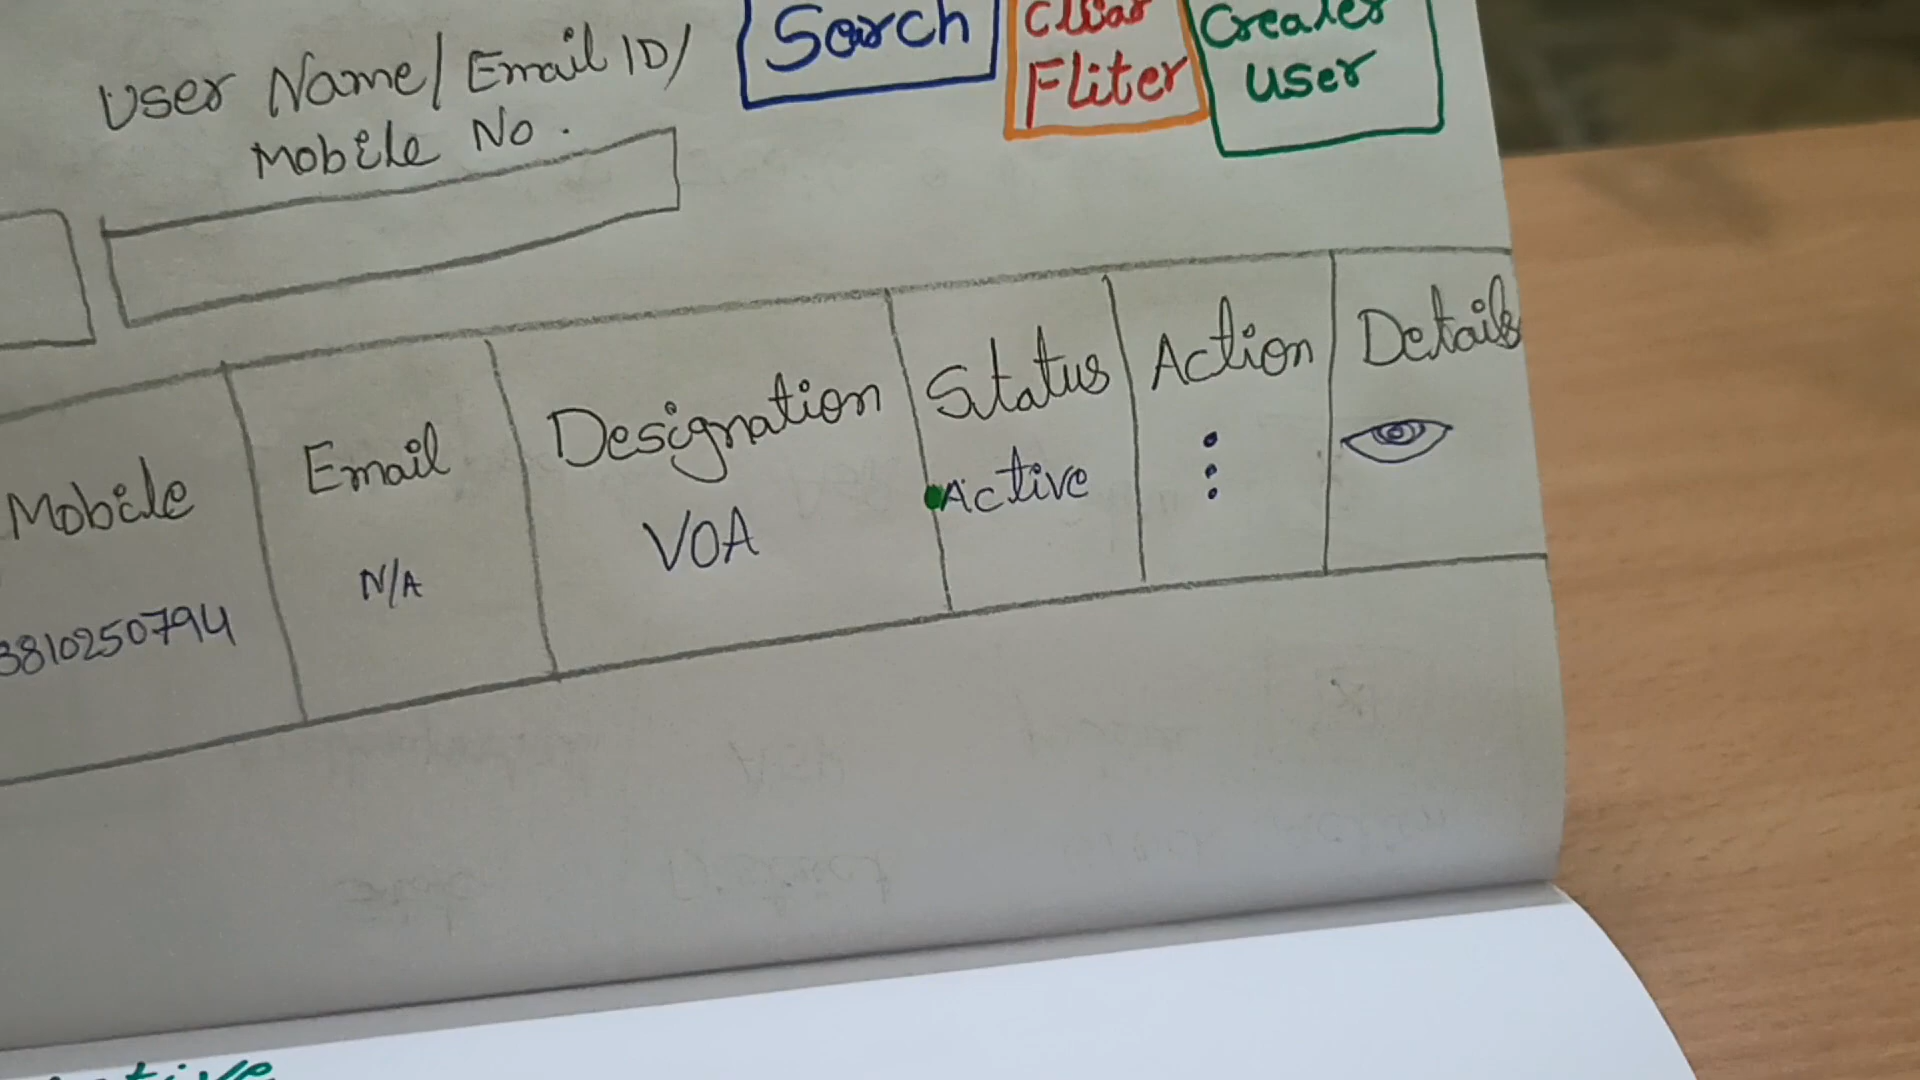 User Name/ Email ID/
Mobile No.
Search
Clear
Fliter
Create
User
Mobile
Email
Designation
Status
Action
Details
3810250794
N/A
VOA
Active